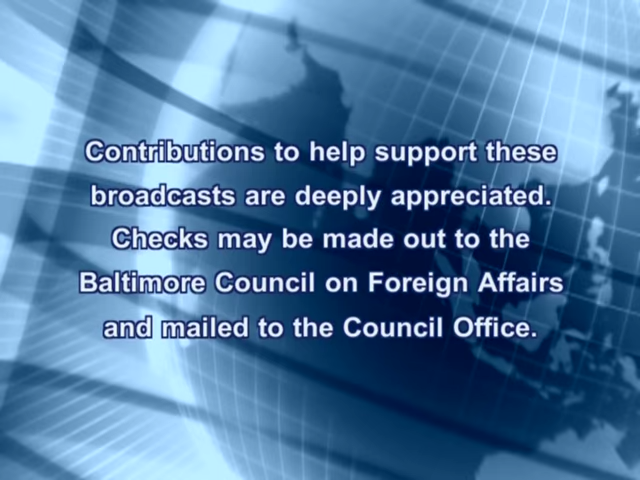 Contributions to help support these
broadcasts are deeply appreciated.
Checks may be made out to the
Baltimore Council on Foreign Affairs
and mailed to the Council Office.